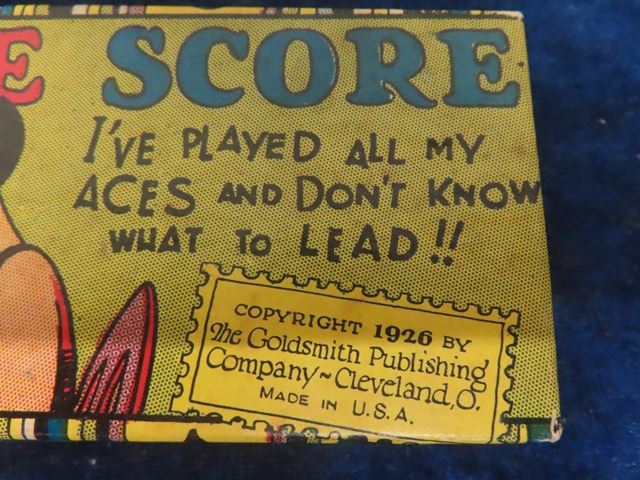 E SCORE
I'VE PLAYED ALL MY
ACES AND DON'T KNOW
WHAT TO LEAD!!
COPYRIGHT 1926 BY
The Goldsmith Publishing
Company~Cleveland,O.
MADE IN U.S.A.